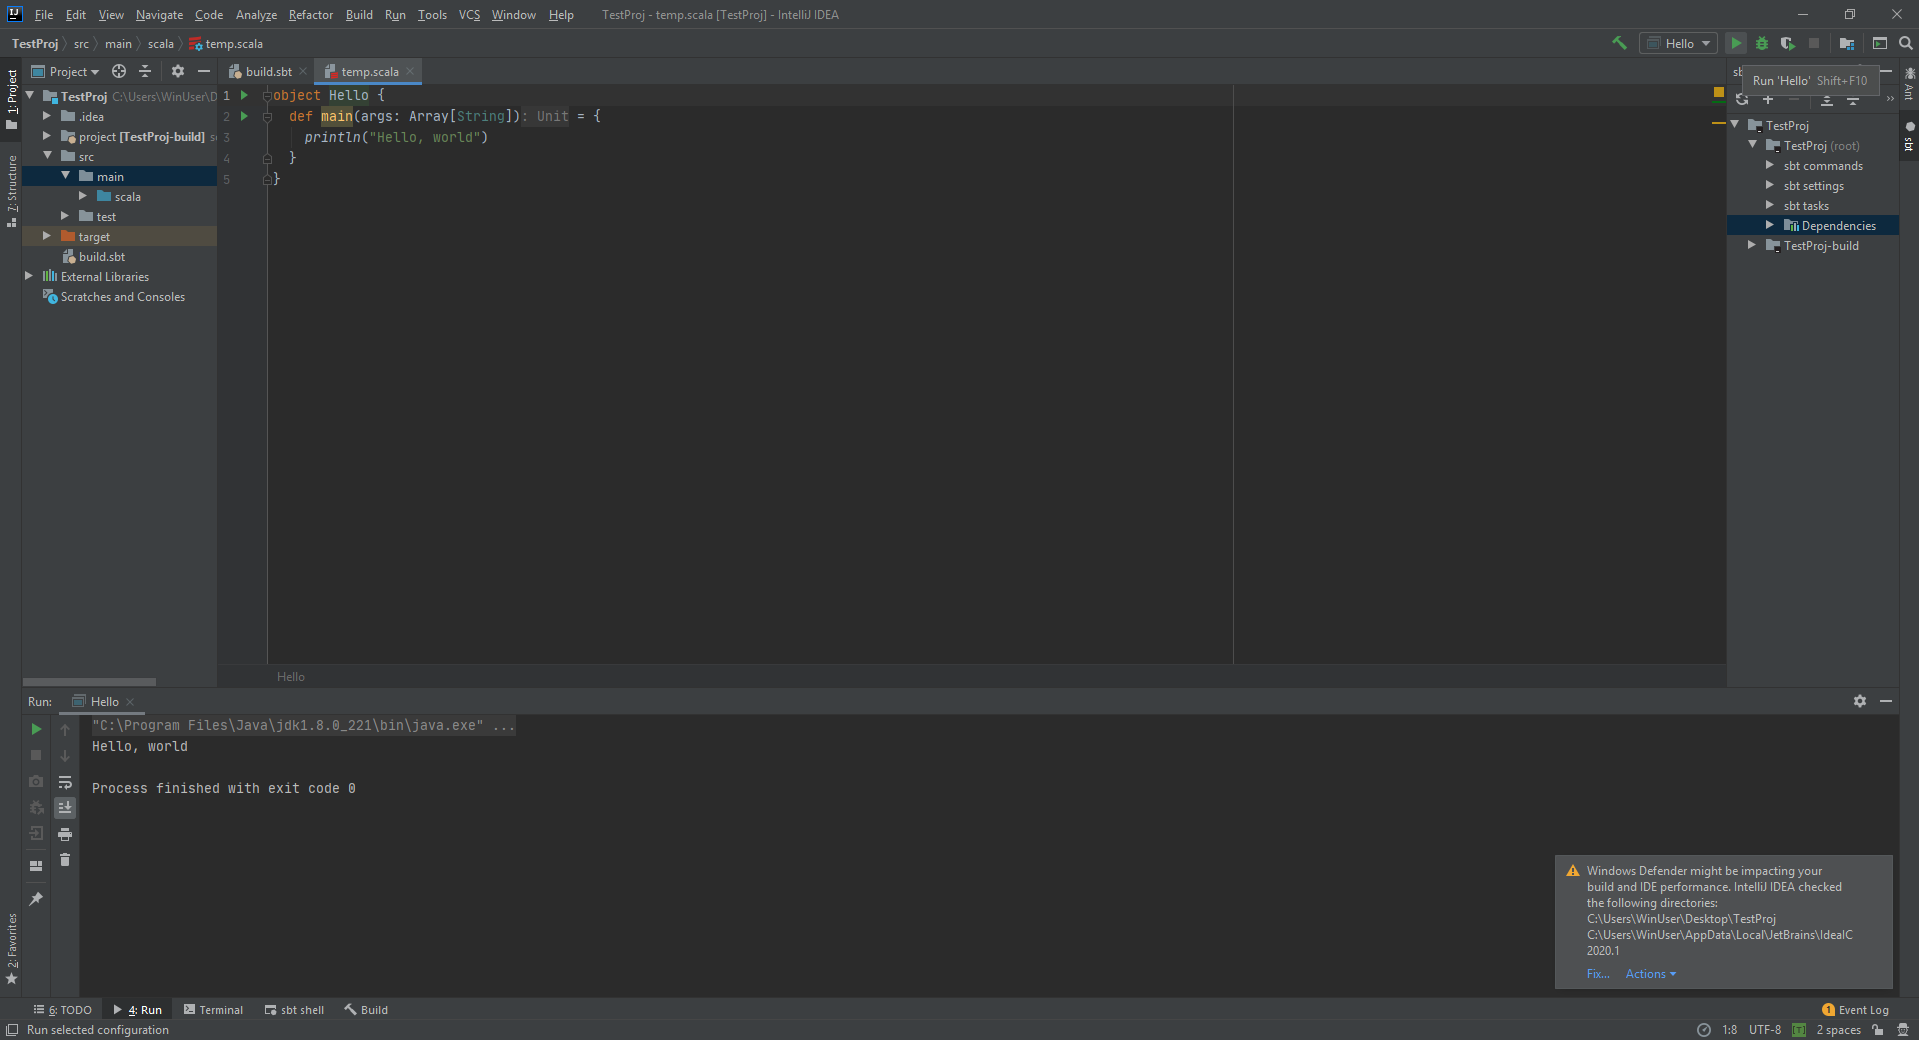 File Edit View Navigate Code Analyze Refactor Build Run Tools VCS Window Help TestProj - temp.scala [TestProj] - IntelliJ IDEA
TestProj src main scala temp.scala Hello
Project
build.sbt temp.scala
Run 'Hello' Shift+F10
1: Project
7: Structure
2: Favorites
TestProj C:\Users\WinUser\D
.idea
project [TestProj-build]
src
main
scala
test
target
build.sbt
External Libraries
Scratches and Consoles
1 object Hello {
2 def main(args: Array[String]): Unit = {
3 println("Hello, world")
4 }
5 }
Hello
TestProj
TestProj (root)
sbt commands
sbt settings
sbt tasks
Dependencies
TestProj-build
Ant
sbt
Run: Hello
"C:\Program Files\Java\jdk1.8.0_221\bin\java.exe" ...
Hello, world
Process finished with exit code 0
Windows Defender might be impacting your
build and IDE performance. IntelliJ IDEA checked
the following directories:
C:\Users\WinUser\Desktop\TestProj
C:\Users\WinUser\AppData\Local\JetBrains\IdeaIC
2020.1
Fix... Actions
6: TODO 4: Run Terminal sbt shell Build 1 Event Log
Run selected configuration 1:8 UTF-8 [T] 2 spaces